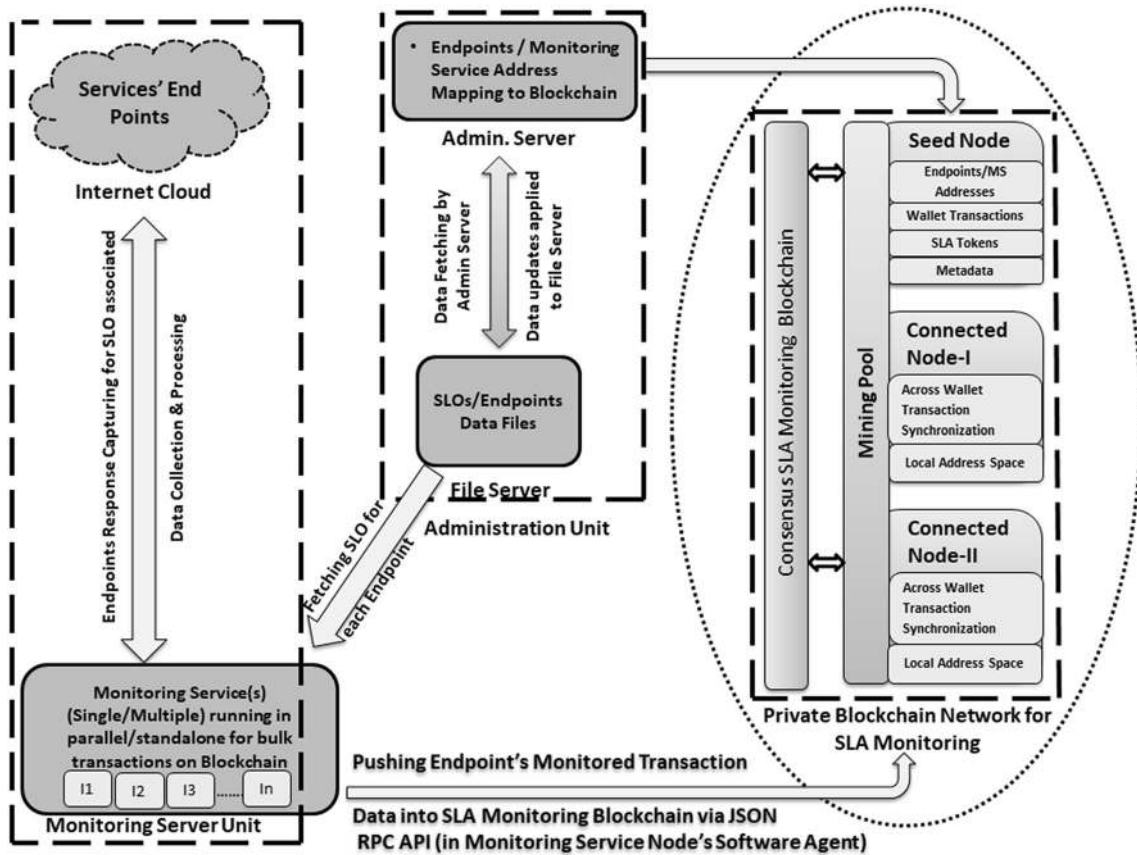 Services' End
Points
Internet Cloud
Endpoints Response Capturing for SLO associated
Data Collection & Processing
Monitoring Service(s)
(Single/Multiple) running in
parallel/standalone for bulk
transactions on Blockchain
I1
I2
I3
.......
In
Monitoring Server Unit
• Endpoints / Monitoring
Service Address
Mapping to Blockchain
Admin. Server
Data Fetching by
Admin Server
Data updates applied
to File Server
SLOs/Endpoints
Data Files
File Server
Administration Unit
Fetching SLO for
each Endpoint
Pushing Endpoint's Monitored Transaction
Data into SLA Monitoring Blockchain via JSON
RPC API (in Monitoring Service Node's Software Agent)
Consensus SLA Monitoring Blockchain
Mining Pool
Seed Node
Endpoints/MS
Addresses
Wallet Transactions
SLA Tokens
Metadata
Connected
Node-I
Across Wallet
Transaction
Synchronization
Local Address Space
Connected
Node-II
Across Wallet
Transaction
Synchronization
Local Address Space
Private Blockchain Network for
SLA Monitoring